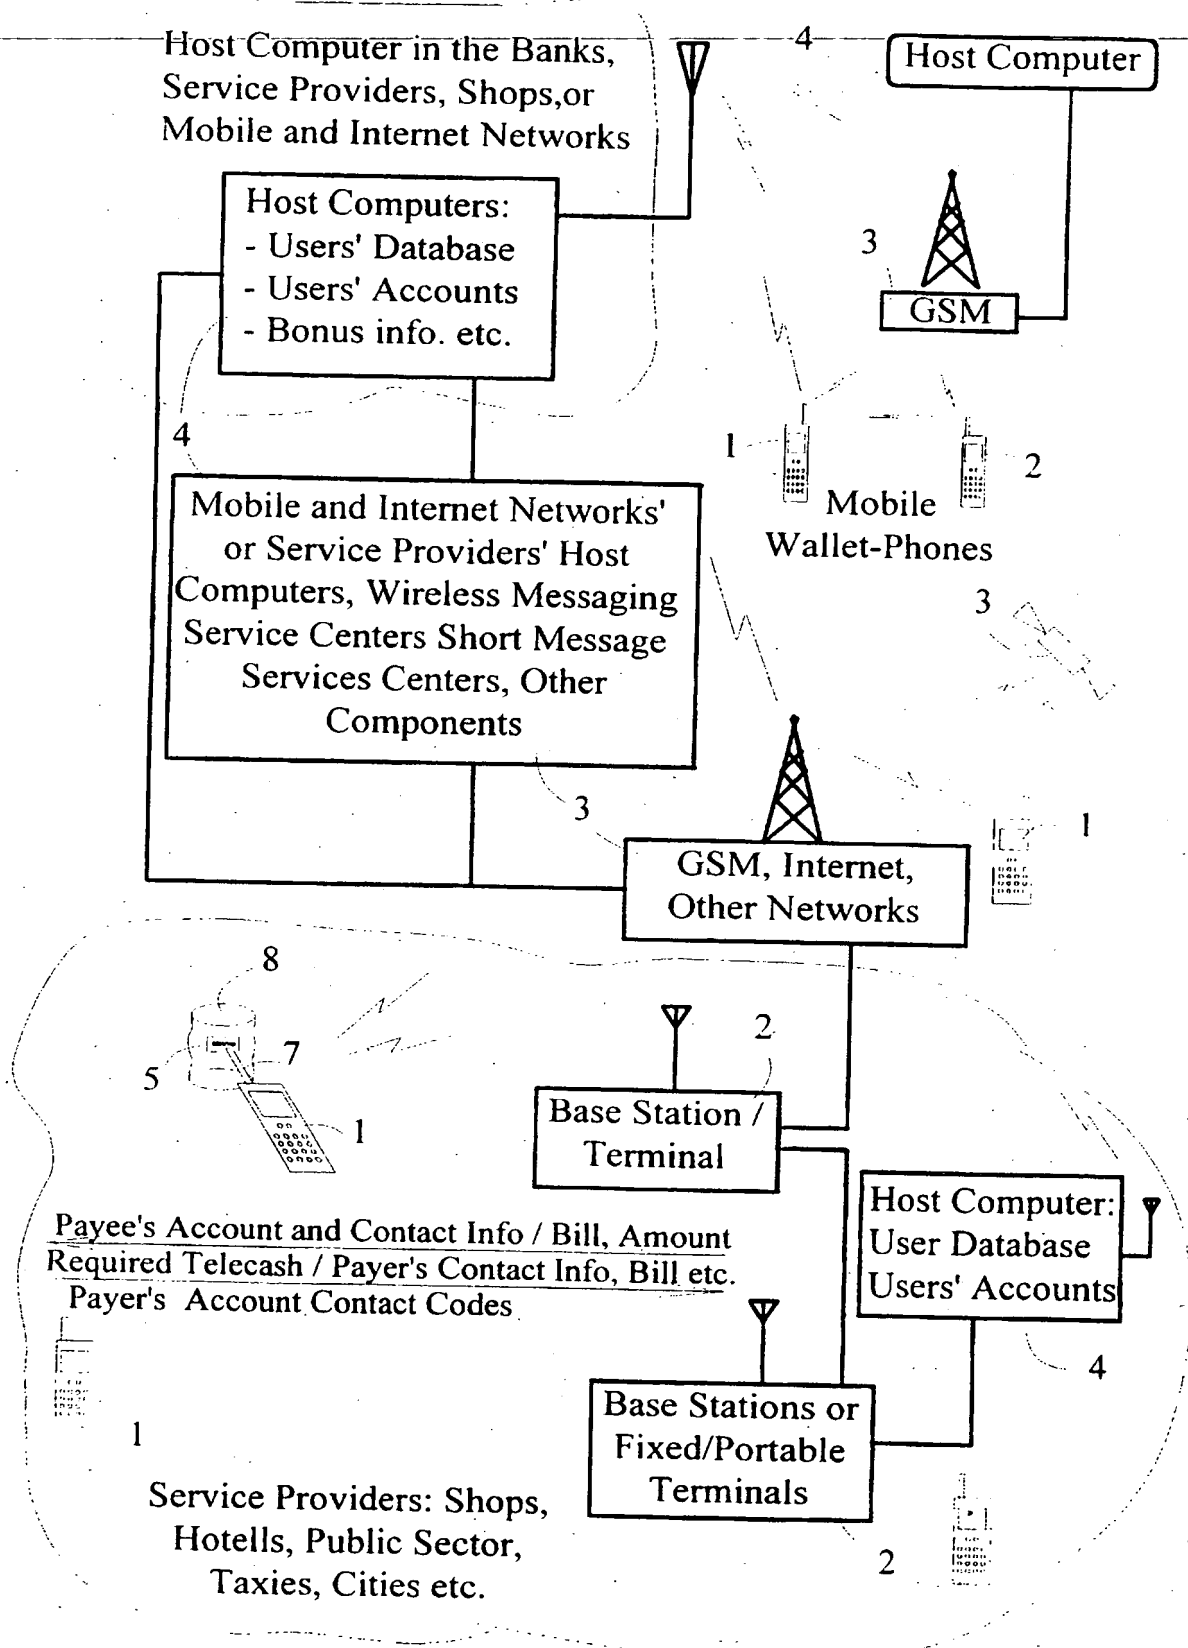 Host Computer in the Banks,
Service Providers, Shops,or
Mobile and Internet Networks
4
Host Computer
Host Computers:
- Users' Database
- Users' Accounts
- Bonus info. etc.
3
GSM
4
1
2
Mobile
Wallet-Phones
Mobile and Internet Networks'
or Service Providers' Host
Computers, Wireless Messaging
Service Centers Short Message
Services Centers, Other
Components
3
3
1
GSM, Internet,
Other Networks
8
5
7
1
2
Base Station /
Terminal
Host Computer:
User Database
Users' Accounts
4
Payee's Account and Contact Info / Bill, Amount
Required Telecash / Payer's Contact Info, Bill etc.
Payer's Account Contact Codes
1
Base Stations or
Fixed/Portable
Terminals
2
Service Providers: Shops,
Hotells, Public Sector,
Taxies, Cities etc.